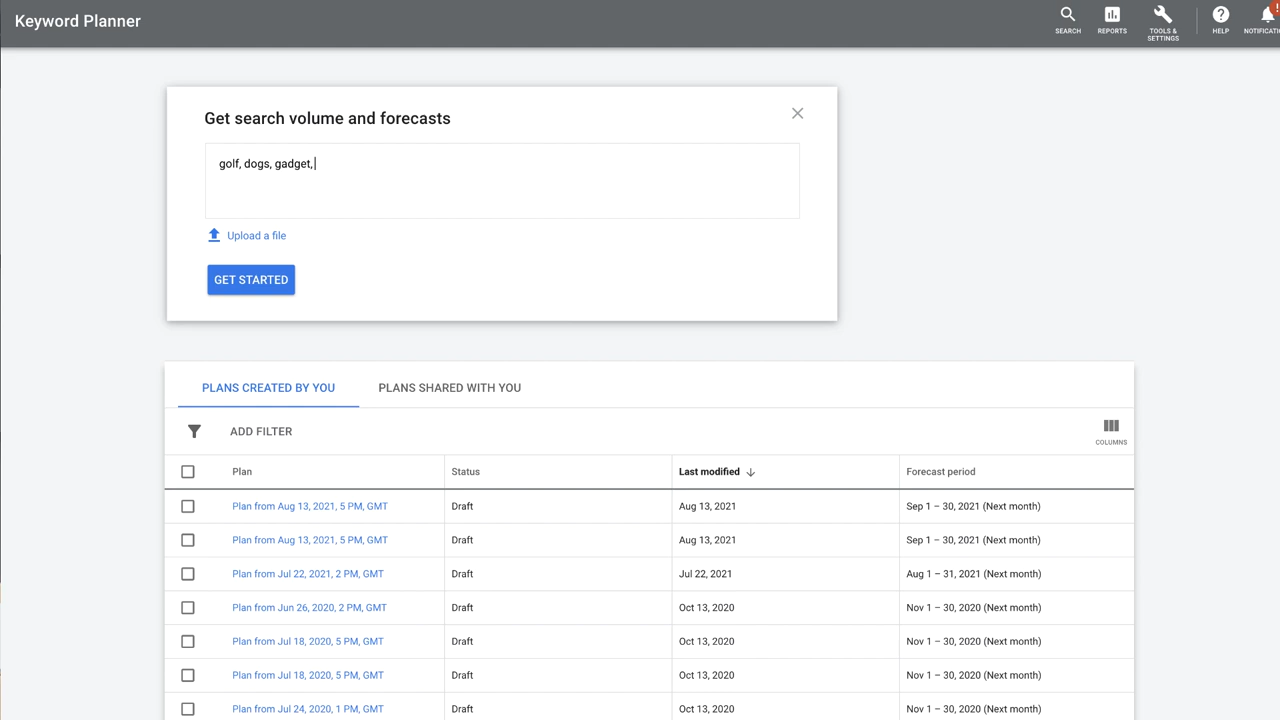 Keyword Planner
SEARCH REPORTS TOOLS & SETTINGS HELP NOTIFICATI
!
Get search volume and forecasts
golf, dogs, gadget,
Upload a file
GET STARTED
PLANS CREATED BY YOU PLANS SHARED WITH YOU
ADD FILTER COLUMNS
Plan Status Last modified Forecast period
Plan from Aug 13, 2021, 5 PM, GMT Draft Aug 13, 2021 Sep 1 – 30, 2021 (Next month)
Plan from Aug 13, 2021, 5 PM, GMT Draft Aug 13, 2021 Sep 1 – 30, 2021 (Next month)
Plan from Jul 22, 2021, 2 PM, GMT Draft Jul 22, 2021 Aug 1 – 31, 2021 (Next month)
Plan from Jun 26, 2020, 2 PM, GMT Draft Oct 13, 2020 Nov 1 – 30, 2020 (Next month)
Plan from Jul 18, 2020, 5 PM, GMT Draft Oct 13, 2020 Nov 1 – 30, 2020 (Next month)
Plan from Jul 18, 2020, 5 PM, GMT Draft Oct 13, 2020 Nov 1 – 30, 2020 (Next month)
Plan from Jul 24, 2020, 1 PM, GMT Draft Oct 13, 2020 Nov 1 – 30, 2020 (Next month)